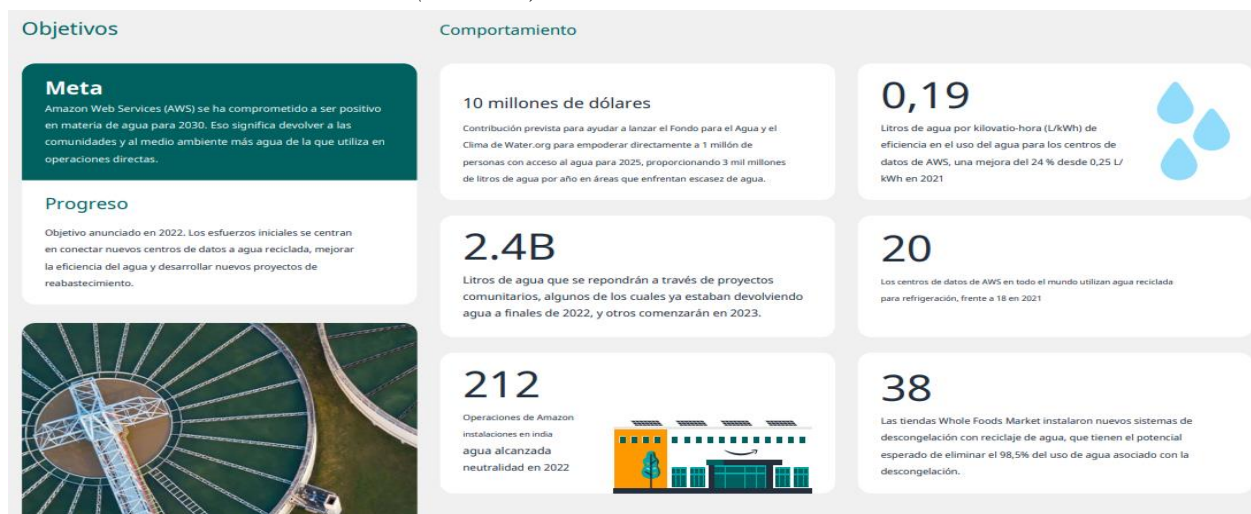 Objetivos
Meta
Amazon Web Services (AWS) se ha comprometido a ser positivo
en materia de agua para 2030. Eso significa devolver a las
comunidades y al medio ambiente más agua de la que utiliza en
operaciones directas.
Progreso
Objetivo anunciado en 2022. Los esfuerzos iniciales se centran
en conectar nuevos centros de datos a agua reciclada, mejorar
la eficiencia del agua y desarrollar nuevos proyectos de
reabastecimiento.
Comportamiento
10 millones de dólares
Contribución prevista para ayudar a lanzar el Fondo para el Agua y el
Clima de Water.org para empoderar directamente a 1 millón de
personas con acceso al agua para 2025, proporcionando 3 mil millones
de litros de agua por año en áreas que enfrentan escasez de agua.
0,19
Litros de agua por kilovatio-hora (L/kWh) de
eficiencia en el uso del agua para los centros de
datos de AWS, una mejora del 24 % desde 0,25 L/
kWh en 2021
2.4B
Litros de agua que se repondrán a través de proyectos
comunitarios, algunos de los cuales ya estaban devolviendo
agua a finales de 2022, y otros comenzarán en 2023.
20
Los centros de datos de AWS en todo el mundo utilizan agua reciclada
para refrigeración, frente a 18 en 2021
212
Operaciones de Amazon
instalaciones en india
agua alcanzada
neutralidad en 2022
38
Las tiendas Whole Foods Market instalaron nuevos sistemas de
descongelación con reciclaje de agua, que tienen el potencial
esperado de eliminar el 98,5% del uso de agua asociado con la
descongelación.